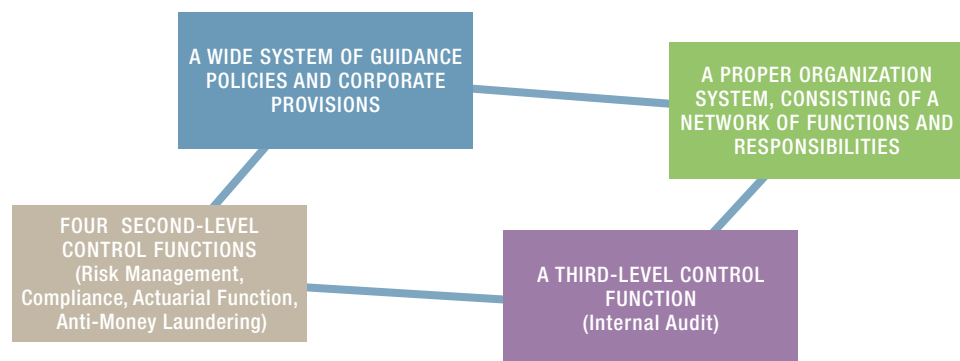 A WIDE SYSTEM OF GUIDANCE
POLICIES AND CORPORATE
PROVISIONS
A PROPER ORGANIZATION
SYSTEM, CONSISTING OF A
NETWORK OF FUNCTIONS AND
RESPONSIBILITIES
FOUR SECOND-LEVEL
CONTROL FUNCTIONS
(Risk Management,
Compliance, Actuarial Function,
Anti-Money Laundering)
A THIRD-LEVEL CONTROL
FUNCTION
(Internal Audit)